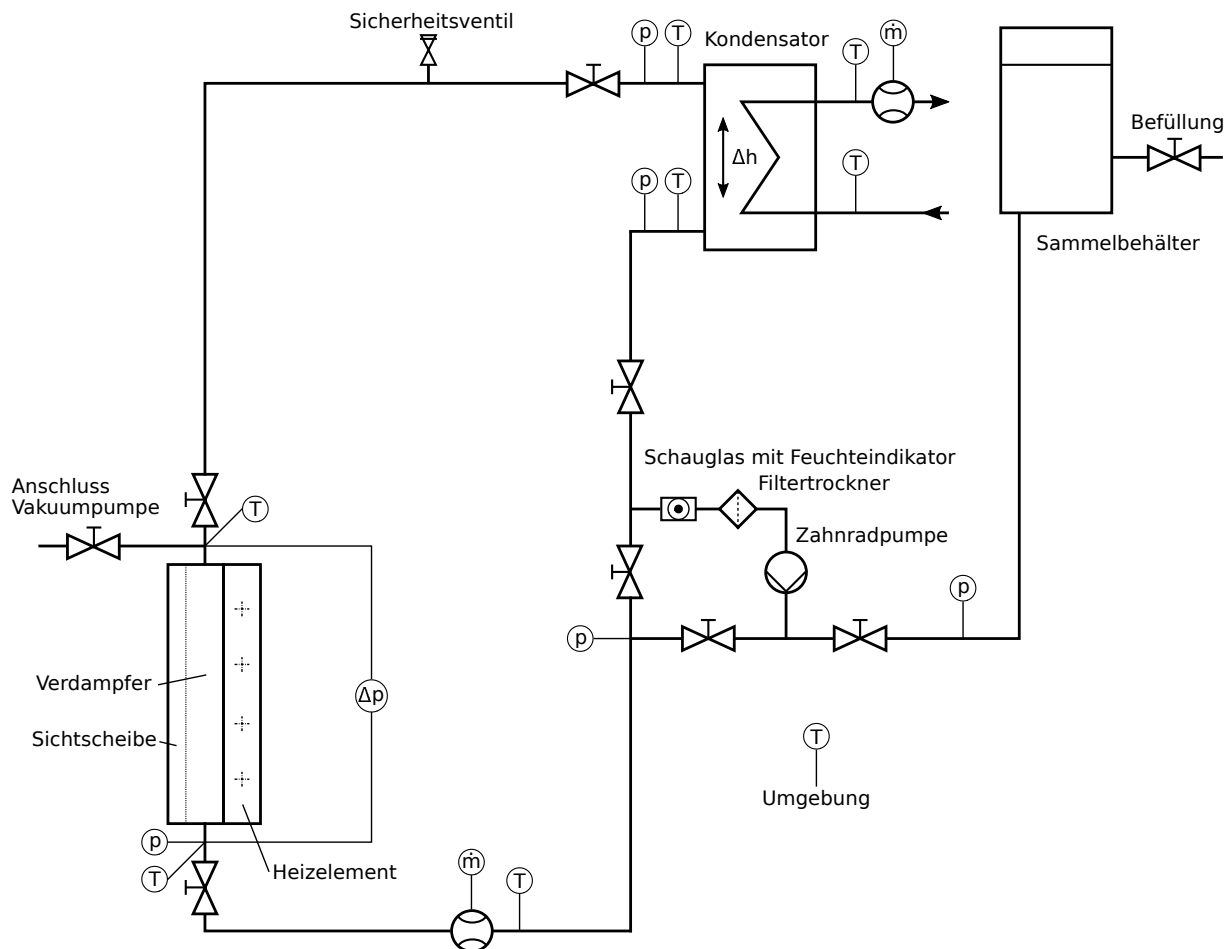 Sicherheitsventil
p
T
Kondensator
T
ṁ
Befüllung
Δh
p
T
T
Sammelbehälter
Schauglas mit Feuchteindikator
Filtertrockner
Anschluss
Vakuumpumpe
T
Zahnradpumpe
p
p
Verdampfer
Δp
Sichtscheibe
T
Umgebung
p
T
Heizelement
ṁ
T